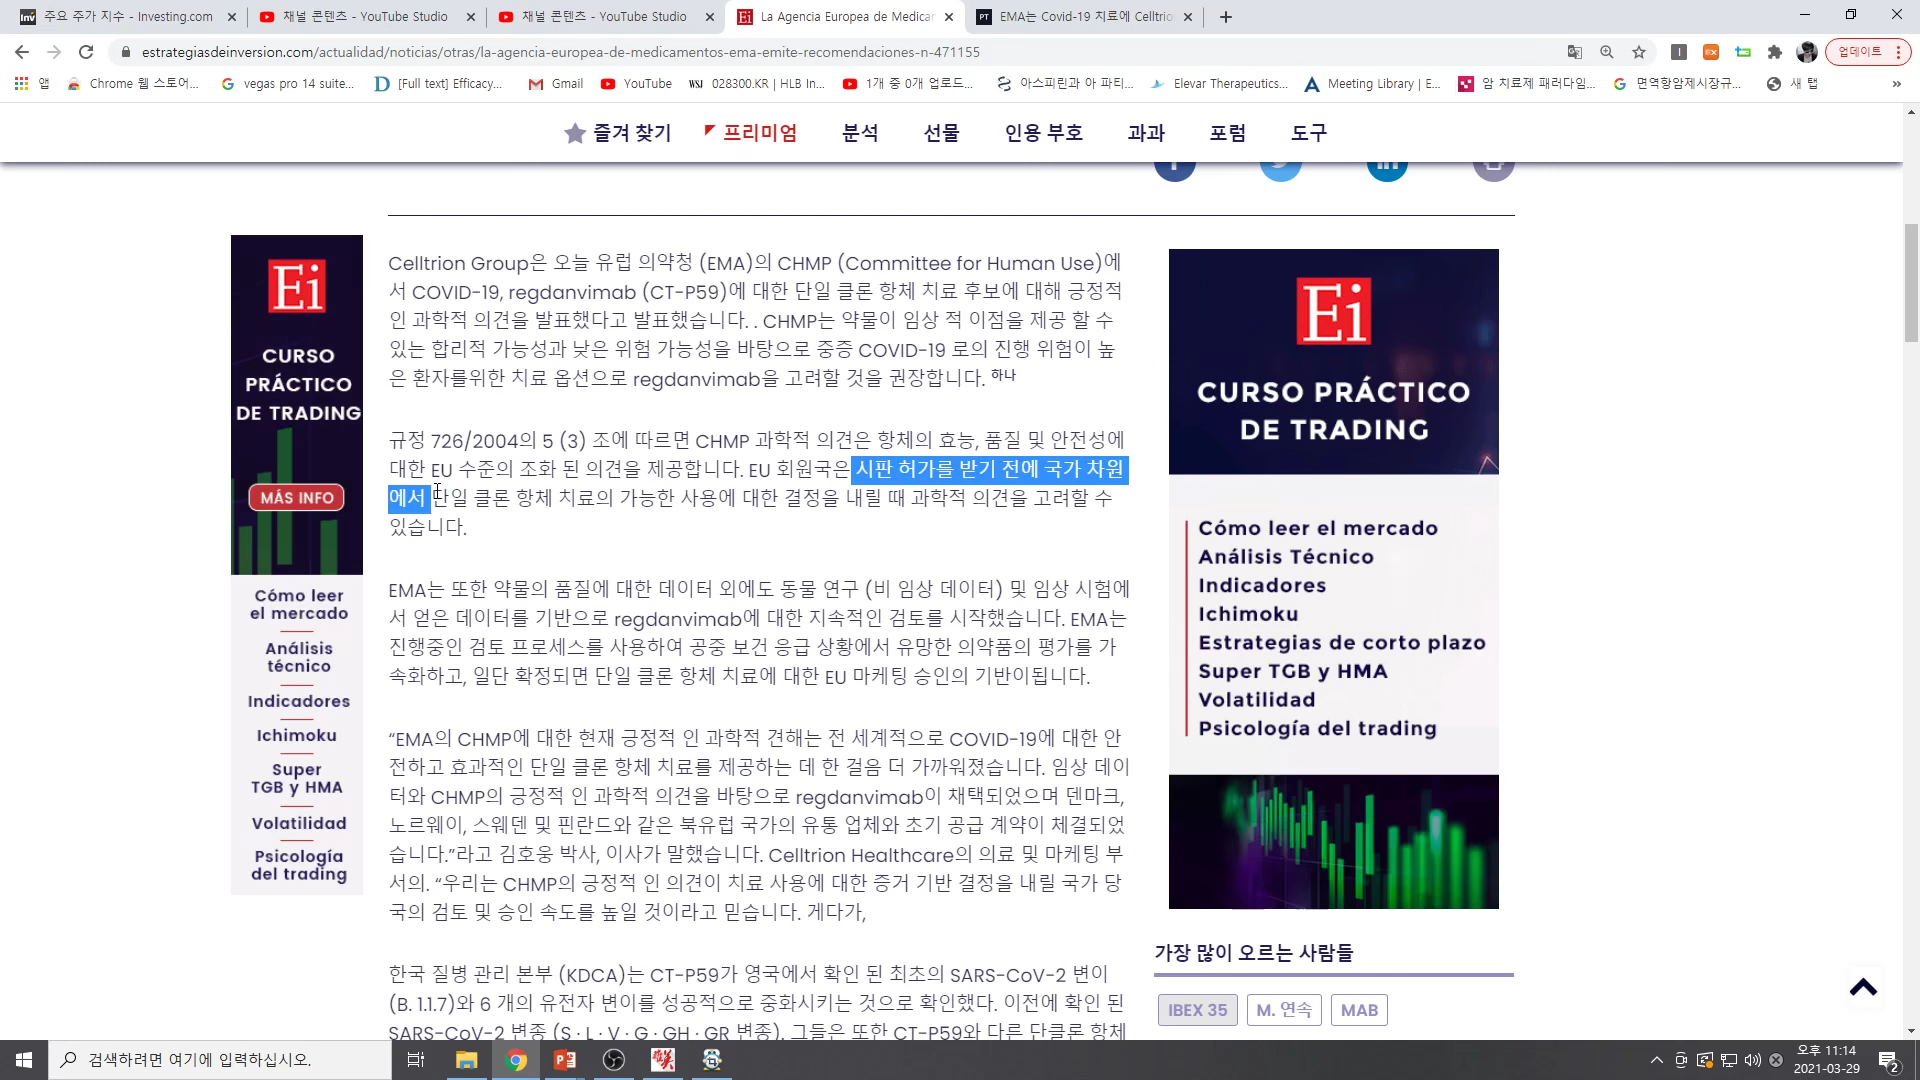 주요 주가 지수 - Investing.com
채널 콘텐츠 - YouTube Studio
채널 콘텐츠 - YouTube Studio
La Agencia Europea de Medicar
EMA는 Covid-19 치료에 Celltrio
estrategiasdeinversion.com/actualidad/noticias/otras/la-agencia-europea-de-medicamentos-ema-emite-recomendaciones-n-471155
업데이트
앱
Chrome 웹 스토어...
vegas pro 14 suite...
[Full text] Efficacy...
Gmail
YouTube
028300.KR | HLB In...
1개 중 0개 업로드...
아스피린과 아 파티...
Elevar Therapeutics...
Meeting Library | E...
암 치료제 패러다임...
면역항암제시장규...
새 탭
즐겨 찾기
프리미엄
분석
선물
인용 부호
과과
포럼
도구
Ei
CURSO
PRÁCTICO
DE TRADING
MÁS INFO
Cómo leer
el mercado
Análisis
técnico
Indicadores
Ichimoku
Super
TGB y HMA
Volatilidad
Psicología
del trading
Celltrion Group은 오늘 유럽 의약청 (EMA)의 CHMP (Committee for Human Use)에
서 COVID-19, regdanvimab (CT-P59)에 대한 단일 클론 항체 치료 후보에 대해 긍정적
인 과학적 의견을 발표했다고 발표했습니다. . CHMP는 약물이 임상 적 이점을 제공 할 수
있는 합리적 가능성과 낮은 위험 가능성을 바탕으로 중증 COVID-19 로의 진행 위험이 높
은 환자를위한 치료 옵션으로 regdanvimab을 고려할 것을 권장합니다. 하나
규정 726/2004의 5 (3) 조에 따르면 CHMP 과학적 의견은 항체의 효능, 품질 및 안전성에
대한 EU 수준의 조화 된 의견을 제공합니다. EU 회원국은 시판 허가를 받기 전에 국가 차원
에서 단일 클론 항체 치료의 가능한 사용에 대한 결정을 내릴 때 과학적 의견을 고려할 수
있습니다.
EMA는 또한 약물의 품질에 대한 데이터 외에도 동물 연구 (비 임상 데이터) 및 임상 시험에
서 얻은 데이터를 기반으로 regdanvimab에 대한 지속적인 검토를 시작했습니다. EMA는
진행중인 검토 프로세스를 사용하여 공중 보건 응급 상황에서 유망한 의약품의 평가를 가
속화하고, 일단 확정되면 단일 클론 항체 치료에 대한 EU 마케팅 승인의 기반이됩니다.
“EMA의 CHMP에 대한 현재 긍정적 인 과학적 견해는 전 세계적으로 COVID-19에 대한 안
전하고 효과적인 단일 클론 항체 치료를 제공하는 데 한 걸음 더 가까워졌습니다. 임상 데이
터와 CHMP의 긍정적 인 과학적 의견을 바탕으로 regdanvimab이 채택되었으며 덴마크,
노르웨이, 스웨덴 및 핀란드와 같은 북유럽 국가의 유통 업체와 초기 공급 계약이 체결되었
습니다.”라고 김호웅 박사, 이사가 말했습니다. Celltrion Healthcare의 의료 및 마케팅 부
서의. “우리는 CHMP의 긍정적 인 의견이 치료 사용에 대한 증거 기반 결정을 내릴 국가 당
국의 검토 및 승인 속도를 높일 것이라고 믿습니다. 게다가,
한국 질병 관리 본부 (KDCA)는 CT-P59가 영국에서 확인 된 최초의 SARS-CoV-2 변이
(B. 1.1.7)와 6 개의 유전자 변이를 성공적으로 중화시키는 것으로 확인했다. 이전에 확인 된
SARS-CoV-2 변종 (S · L · V · G · GH · GR 변종). 그들은 또한 CT-P59와 다른 단클론 항체
Ei
CURSO PRÁCTICO
DE TRADING
Cómo leer el mercado
Análisis Técnico
Indicadores
Ichimoku
Estrategias de corto plazo
Super TGB y HMA
Volatilidad
Psicología del trading
가장 많이 오르는 사람들
IBEX 35
M. 연속
MAB
검색하려면 여기에 입력하십시오.
오후 11:14
2021-03-29
2